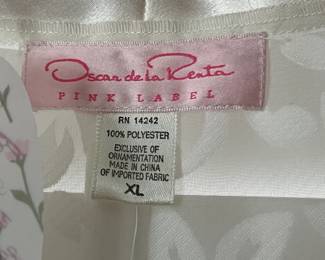 Oscar de la Renta
PINK LABEL
RN 14242
100% POLYESTER
EXCLUSIVE OF
ORNAMENTATION
MADE IN CHINA
OF IMPORTED FABRIC
XL